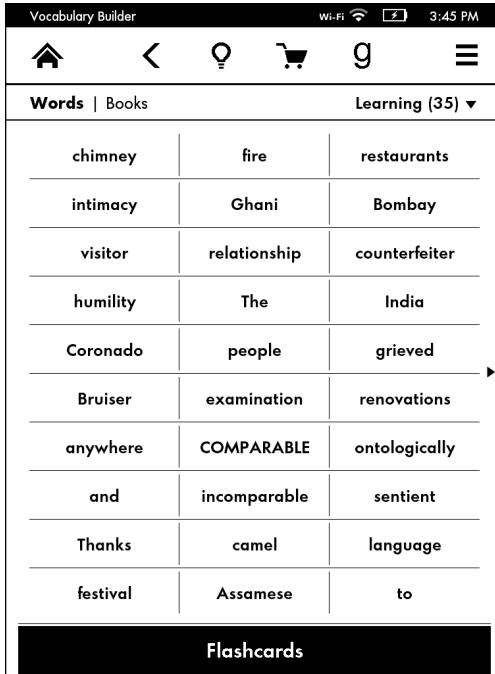 Vocabulary Builder Wi-Fi 3:45 PM
g
Words | Books Learning (35)
chimney fire restaurants
intimacy Ghani Bombay
visitor relationship counterfeiter
humility The India
Coronado people grieved
Bruiser examination renovations
anywhere COMPARABLE ontologically
and incomparable sentient
Thanks camel language
festival Assamese to
Flashcards